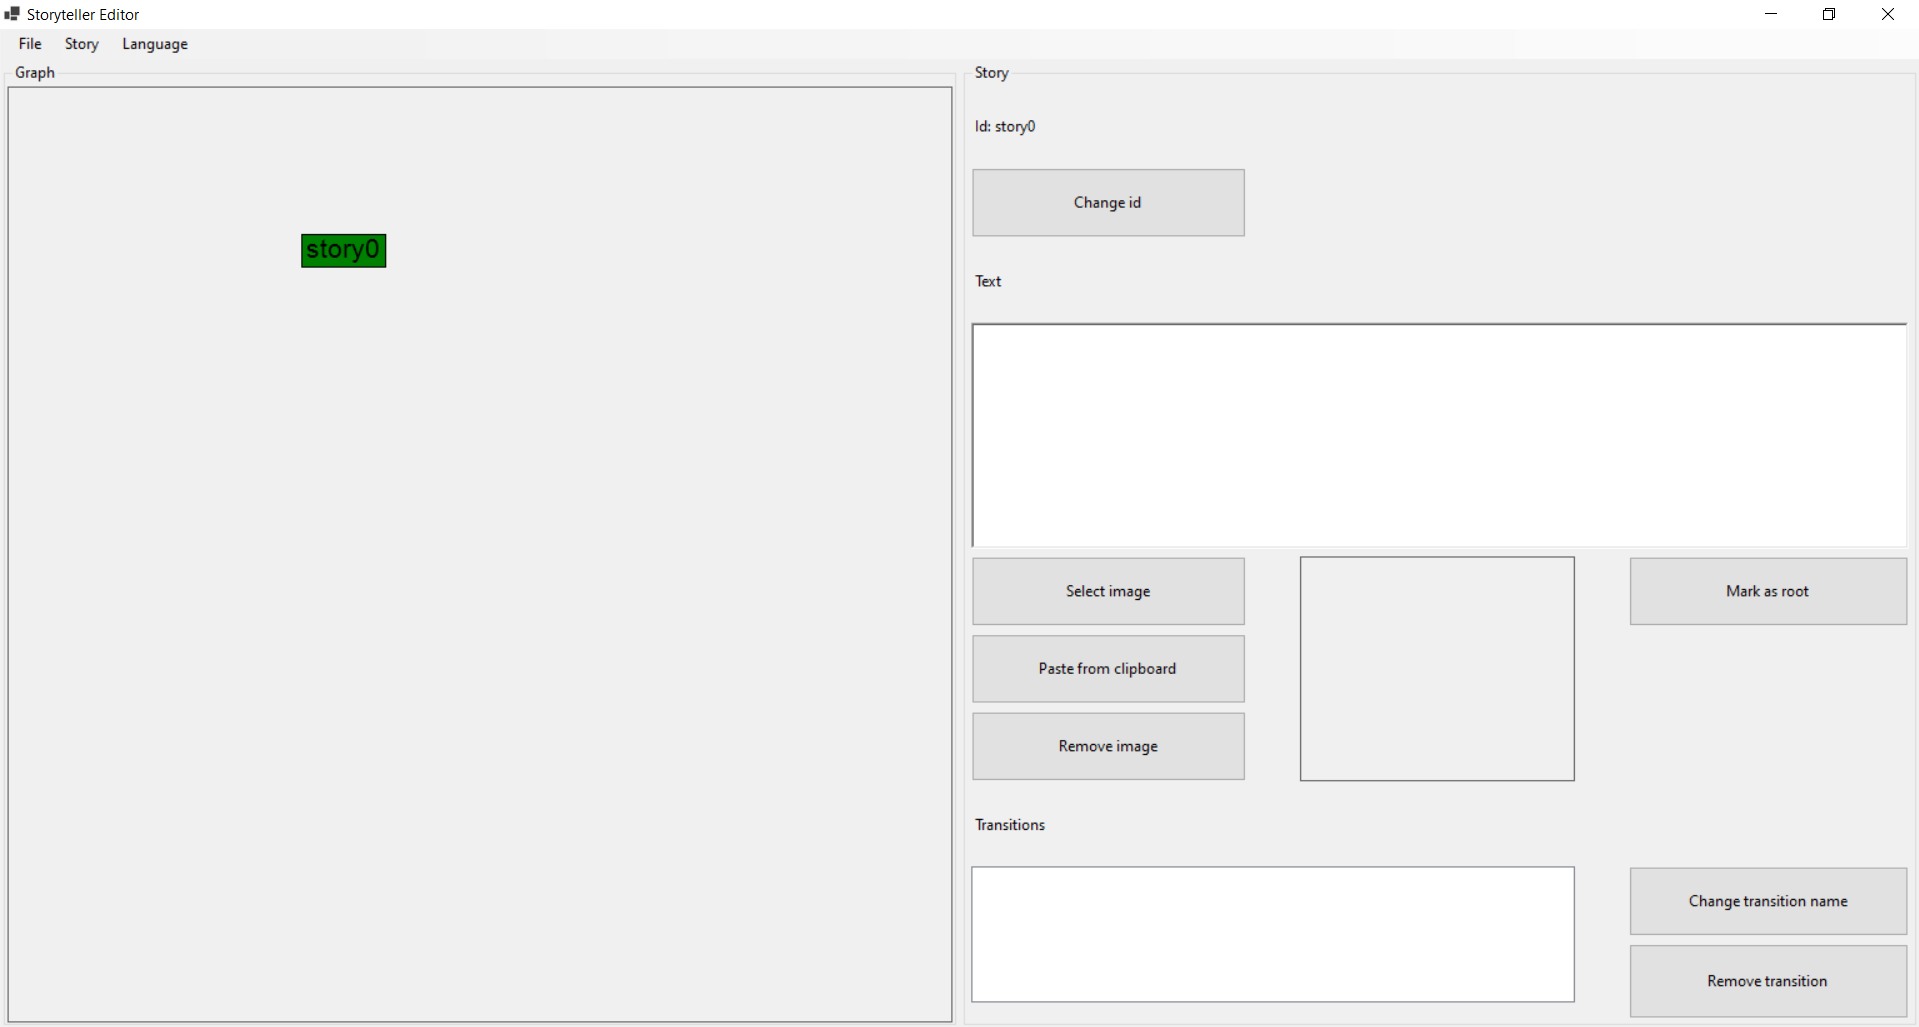 Storyteller Editor
File Story Language
Graph
story0
Story
Id: story0
Change id
Text
Select image
Mark as root
Paste from clipboard
Remove image
Transitions
Change transition name
Remove transition